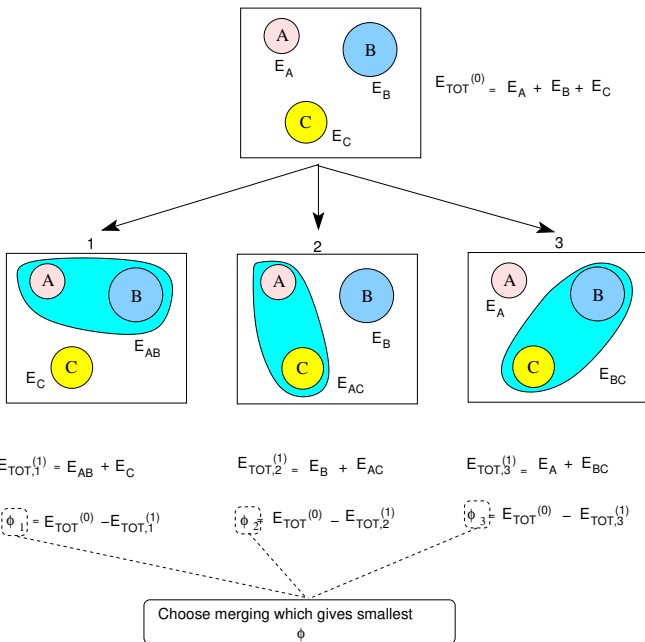 A
E_A
B
E_B
C
E_C
E_TOT^(0) = E_A + E_B + E_C
1
2
3
A
B
E_AB
C
E_C
A
B
E_B
C
E_AC
A
E_A
B
C
E_BC
E_TOT,1^(1) = E_AB + E_C
E_TOT,2^(1) = E_B + E_AC
E_TOT,3^(1) = E_A + E_BC
ϕ_1 = E_TOT^(0) − E_TOT,1^(1)
ϕ_2 = E_TOT^(0) − E_TOT,2^(1)
ϕ_3 = E_TOT^(0) − E_TOT,3^(1)
Choose merging which gives smallest
ϕ